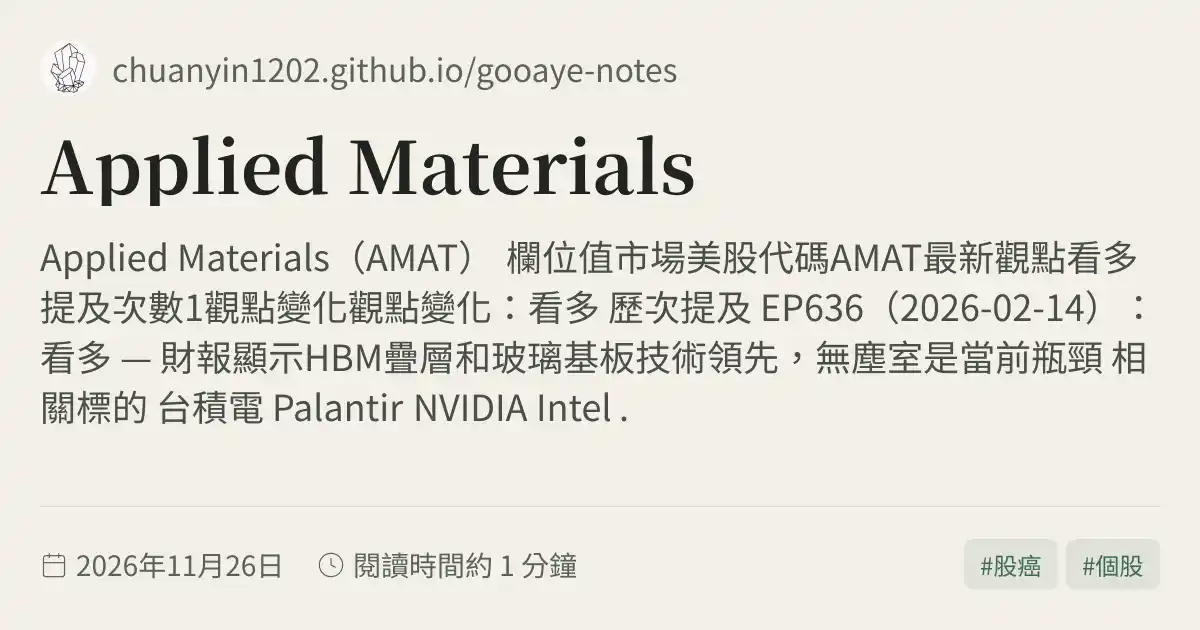 chuanyin1202.github.io/gooaye-notes
Applied Materials
Applied Materials（AMAT） 欄位值市場美股代碼AMAT最新觀點看多
提及次數1觀點變化觀點變化：看多 歷次提及 EP636（2026-02-14）：
看多 — 財報顯示HBM疊層和玻璃基板技術領先，無塵室是當前瓶頸 相
關標的 台積電 Palantir NVIDIA Intel .
2026年11月26日 閱讀時間約 1 分鐘 #股癌 #個股